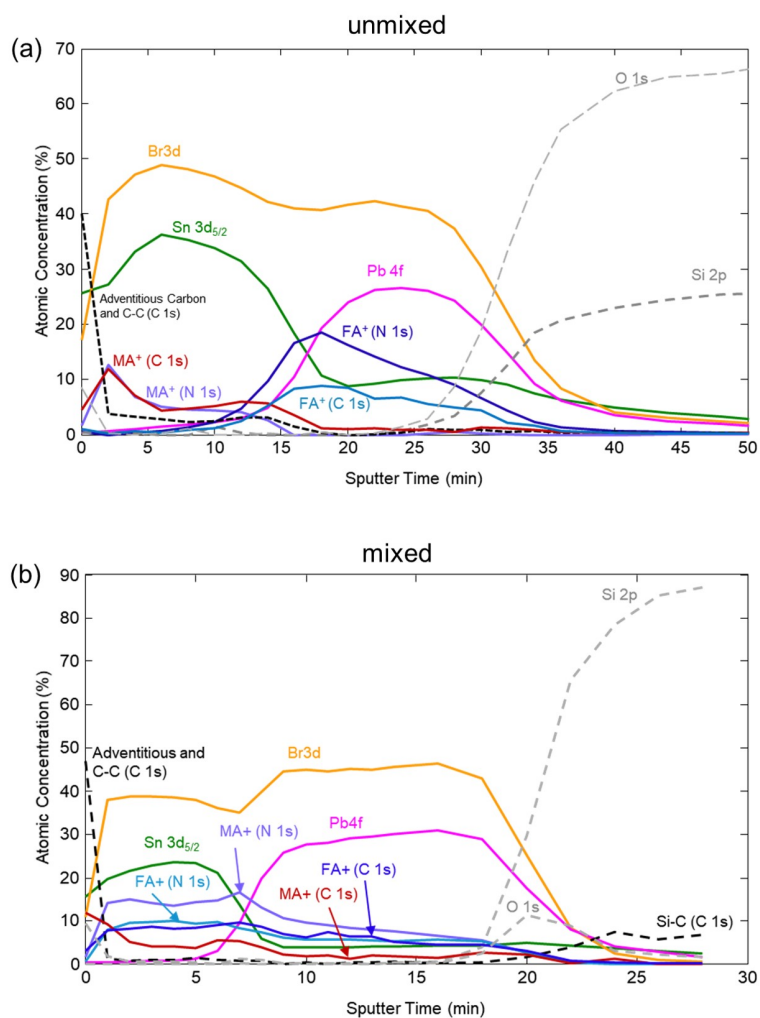 unmixed
(a)
70
60
50
40
30
20
10
0
Atomic Concentration (%)
O 1s
Br3d
Sn 3d5/2
Si 2p
Pb 4f
Adventitious Carbon
and C-C (C 1s)
FA+ (N 1s)
MA+ (C 1s)
MA+ (N 1s)
FA+ (C 1s)
0 5 10 15 20 25 30 35 40 45 50
Sputter Time (min)
mixed
(b)
90
80
70
60
50
40
30
20
10
0
Atomic Concentration (%)
Si 2p
Adventitious and
C-C (C 1s)
Br3d
Sn 3d5/2
MA+ (N 1s)
Pb4f
FA+ (N 1s)
FA+ (C 1s)
MA+ (C 1s)
O 1s
Si-C (C 1s)
0 5 10 15 20 25 30
Sputter Time (min)